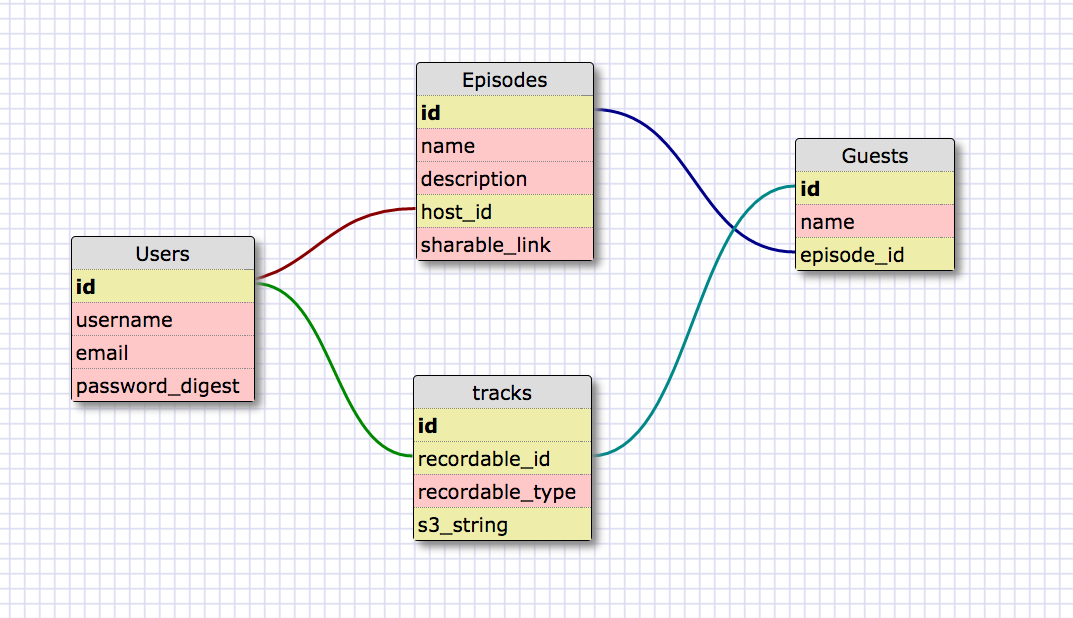 Episodes
id
name
description
host_id
sharable_link
Guests
id
name
episode_id
Users
id
username
email
password_digest
tracks
id
recordable_id
recordable_type
s3_string